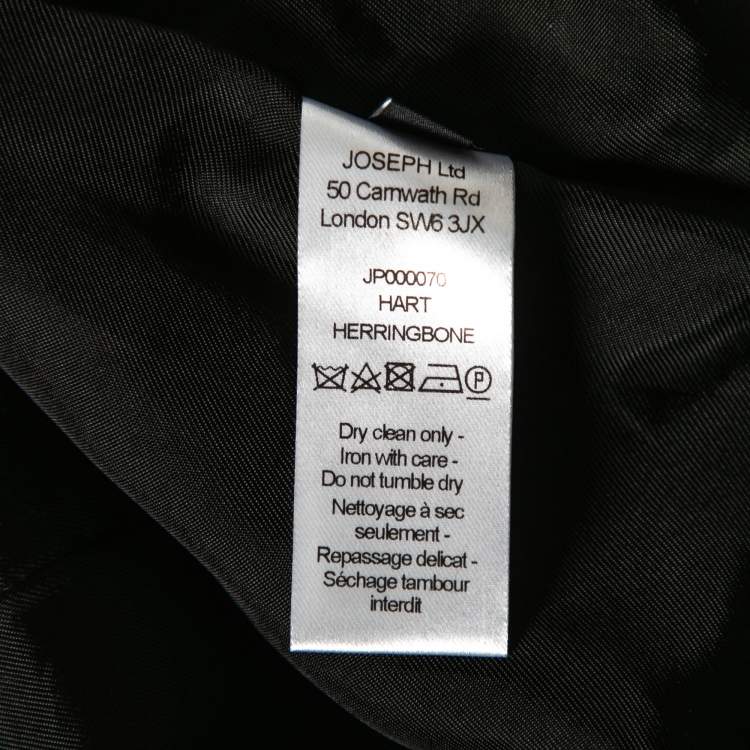 JOSEPH Ltd
50 Carnwath Rd
London SW6 3JX
JP000070
HART
HERRINGBONE
P
Dry clean only -
Iron with care -
Do not tumble dry
Nettoyage à sec
seulement -
Repassage delicat -
Séchage tambour
interdit